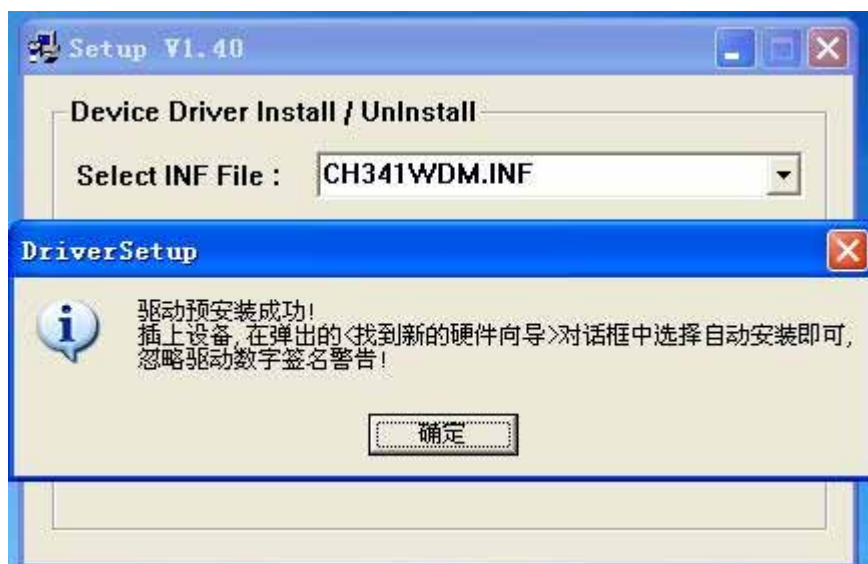 Setup V1.40
Device Driver Install / UnInstall
Select INF File :
CH341WDM.INF
DriverSetup
驱动预安装成功!
插上设备,在弹出的<找到新的硬件向导>对话框中选择自动安装即可,
忽略驱动数字签名警告!
确定